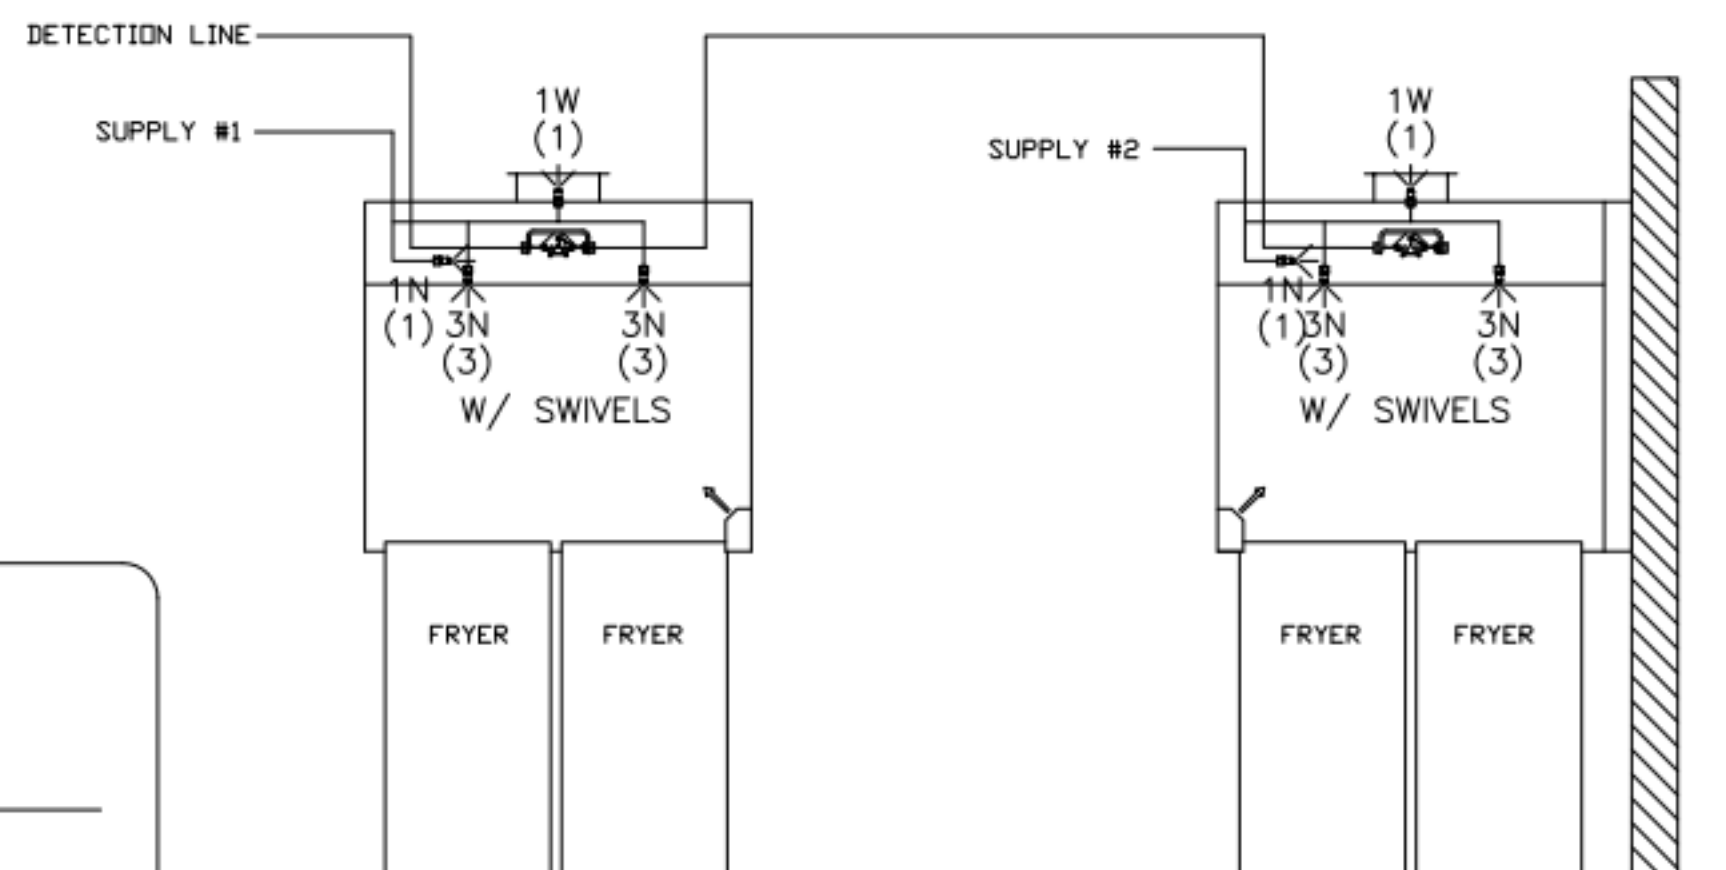 DETECTION LINE
SUPPLY #1
1W
(1)
1N
(1)
3N
(3)
3N
(3)
W/ SWIVELS
FRYER
FRYER
SUPPLY #2
1W
(1)
1N
(1)
3N
(3)
3N
(3)
W/ SWIVELS
FRYER
FRYER